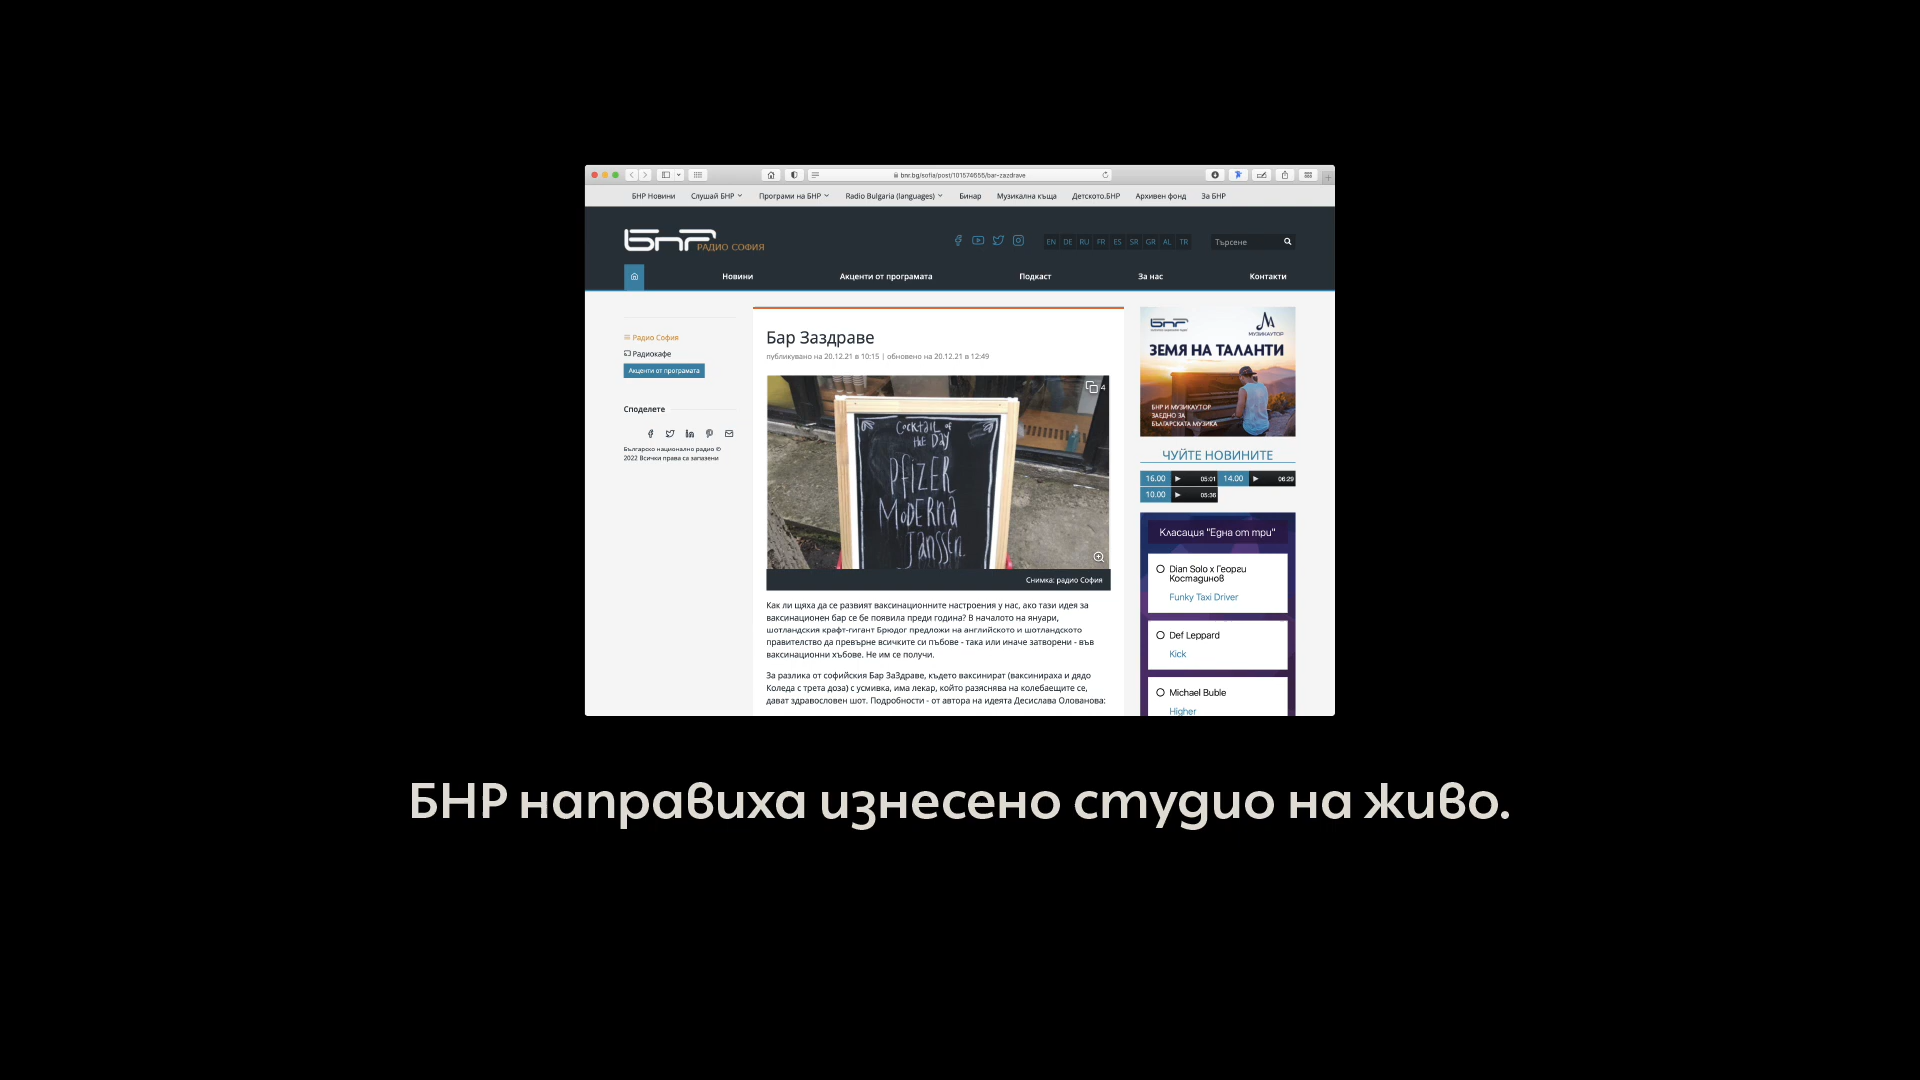 bnr.bg/sofia/post/101574655/bar-zazdrave
БНР Новини Слушай БНР Програми на БНР Radio Bulgaria (languages) Бинар Музикална къща Детското.БНР Архивен фонд За БНР
БНР РАДИО СОФИЯ
EN DE RU FR ES SR GR AL TR
Търсене
Новини Акценти от програмата Подкаст За нас Контакти
Радио София
Радиокафе
Акценти от програмата
Споделете
Българско национално радио ©
2022 Всички права са запазени
Бар Заздраве
публикувано на 20.12.21 в 10:15 | обновено на 20.12.21 в 12:49
4
Cocktail of
the Day
PFIZER
MODERNA
JANSSEN
Снимка: радио София
Как ли щяха да се развият ваксинационните настроения у нас, ако тази идея за
ваксинационен бар се бе появила преди година? В началото на януари,
шотландския крафт-гигант Брюдог предложи на английското и шотландското
правителство да превърне всичките си пъбове - така или иначе затворени - във
ваксинационни хъбове. Не им се получи.
За разлика от софийския Бар ЗаЗдраве, където ваксинират (ваксинираха и дядо
Коледа с трета доза) с усмивка, има лекар, който разяснява на колебаещите се,
дават здравословен шот. Подробности - от автора на идеята Десислава Олованова:
БНР
МУЗИКАУТОР
ЗЕМЯ НА ТАЛАНТИ
БНР И МУЗИКАУТОР
ЗАЕДНО ЗА
БЪЛГАРСКАТА МУЗИКА
ЧУЙТЕ НОВИНИТЕ
16.00 05:01 14.00 06:29
10.00 05:36
Класация "Една от три"
Dian Solo x Георги
Костадинов
Funky Taxi Driver
Def Leppard
Kick
Michael Buble
Higher
БНР направиха изнесено студио на живо.